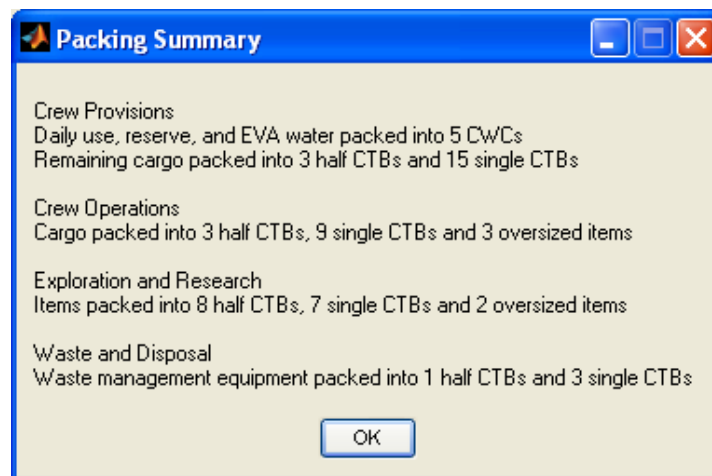 Packing Summary
Crew Provisions
Daily use, reserve, and EVA water packed into 5 CWCs
Remaining cargo packed into 3 half CTBs and 15 single CTBs
Crew Operations
Cargo packed into 3 half CTBs, 9 single CTBs and 3 oversized items
Exploration and Research
Items packed into 8 half CTBs, 7 single CTBs and 2 oversized items
Waste and Disposal
Waste management equipment packed into 1 half CTBs and 3 single CTBs
OK